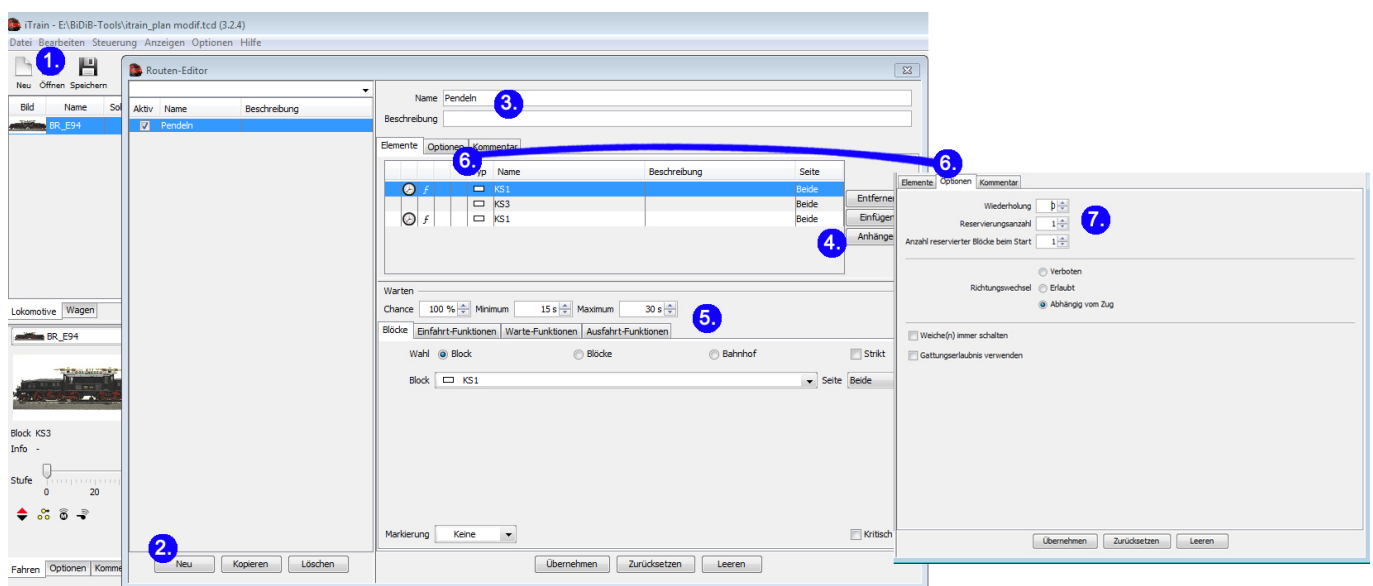 iTrain - E:\BiDiB-Tools\itrain_plan modif.tcd (3.2.4)
Datei Bearbeiten Steuerung Anzeigen Optionen Hilfe
1.
Neu Öffnen Speichern
Routen-Editor
Bild Name Sol
BR_E94
Aktiv Name Beschreibung
Pendeln
Name Pendeln
3.
Beschreibung
Elemente Optionen Kommentar
6.
Typ Name Beschreibung Seite
KS1 Beide
KS3 Beide
KS1 Beide
Entfernen
Einfügen
Anhänge
4.
Warten
Chance 100 % Minimum 15 s Maximum 30 s
5.
Blöcke Einfahrt-Funktionen Warte-Funktionen Ausfahrt-Funktionen
Wahl Block Blöcke Bahnhof Strikt
Block KS1 Seite Beide
Markierung Keine Kritisch
Übernehmen Zurücksetzen Leeren
Lokomotive Wagen
BR_E94
Block KS3
Info -
Stufe
0 20
Fahren Optionen Komme
2.
Neu Kopieren Löschen
6.
Elemente Optionen Kommentar
Wiederholung 0
Reservierungsanzahl 1
7.
Anzahl reservierter Blöcke beim Start 1
Verboten
Richtungswechsel Erlaubt
Abhängig vom Zug
Weiche(n) immer schalten
Gattungserlaubnis verwenden
Übernehmen Zurücksetzen Leeren